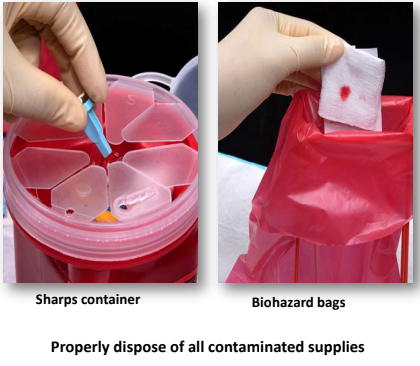 Sharps container
Biohazard bags
Properly dispose of all contaminated supplies